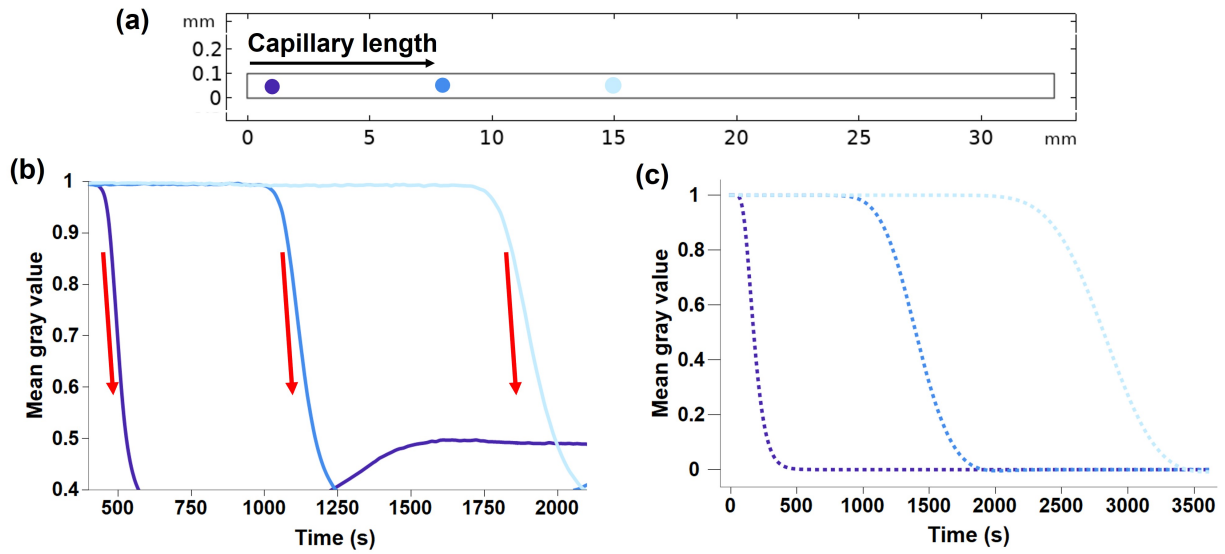 (a)
mm
0.2
0.1
0
Capillary length
0 5 10 15 20 25 30 mm
(b)
Mean gray value
1
0.9
0.8
0.7
0.6
0.5
0.4
500 750 1000 1250 1500 1750 2000
Time (s)
(c)
Mean gray value
1
0.8
0.6
0.4
0.2
0
0 500 1000 1500 2000 2500 3000 3500
Time (s)